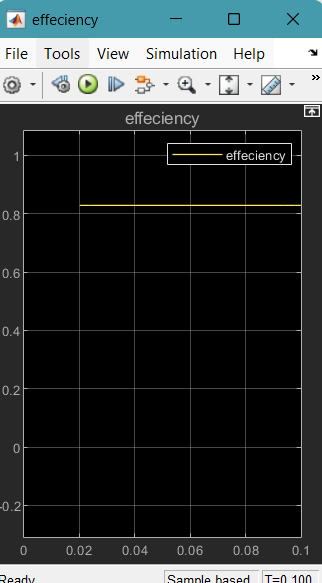 effeciency
File Tools View Simulation Help
effeciency
effeciency
1
0.8
0.6
0.4
0.2
0
-0.2
0 0.02 0.04 0.06 0.08 0.1
Ready Sample based T=0.100